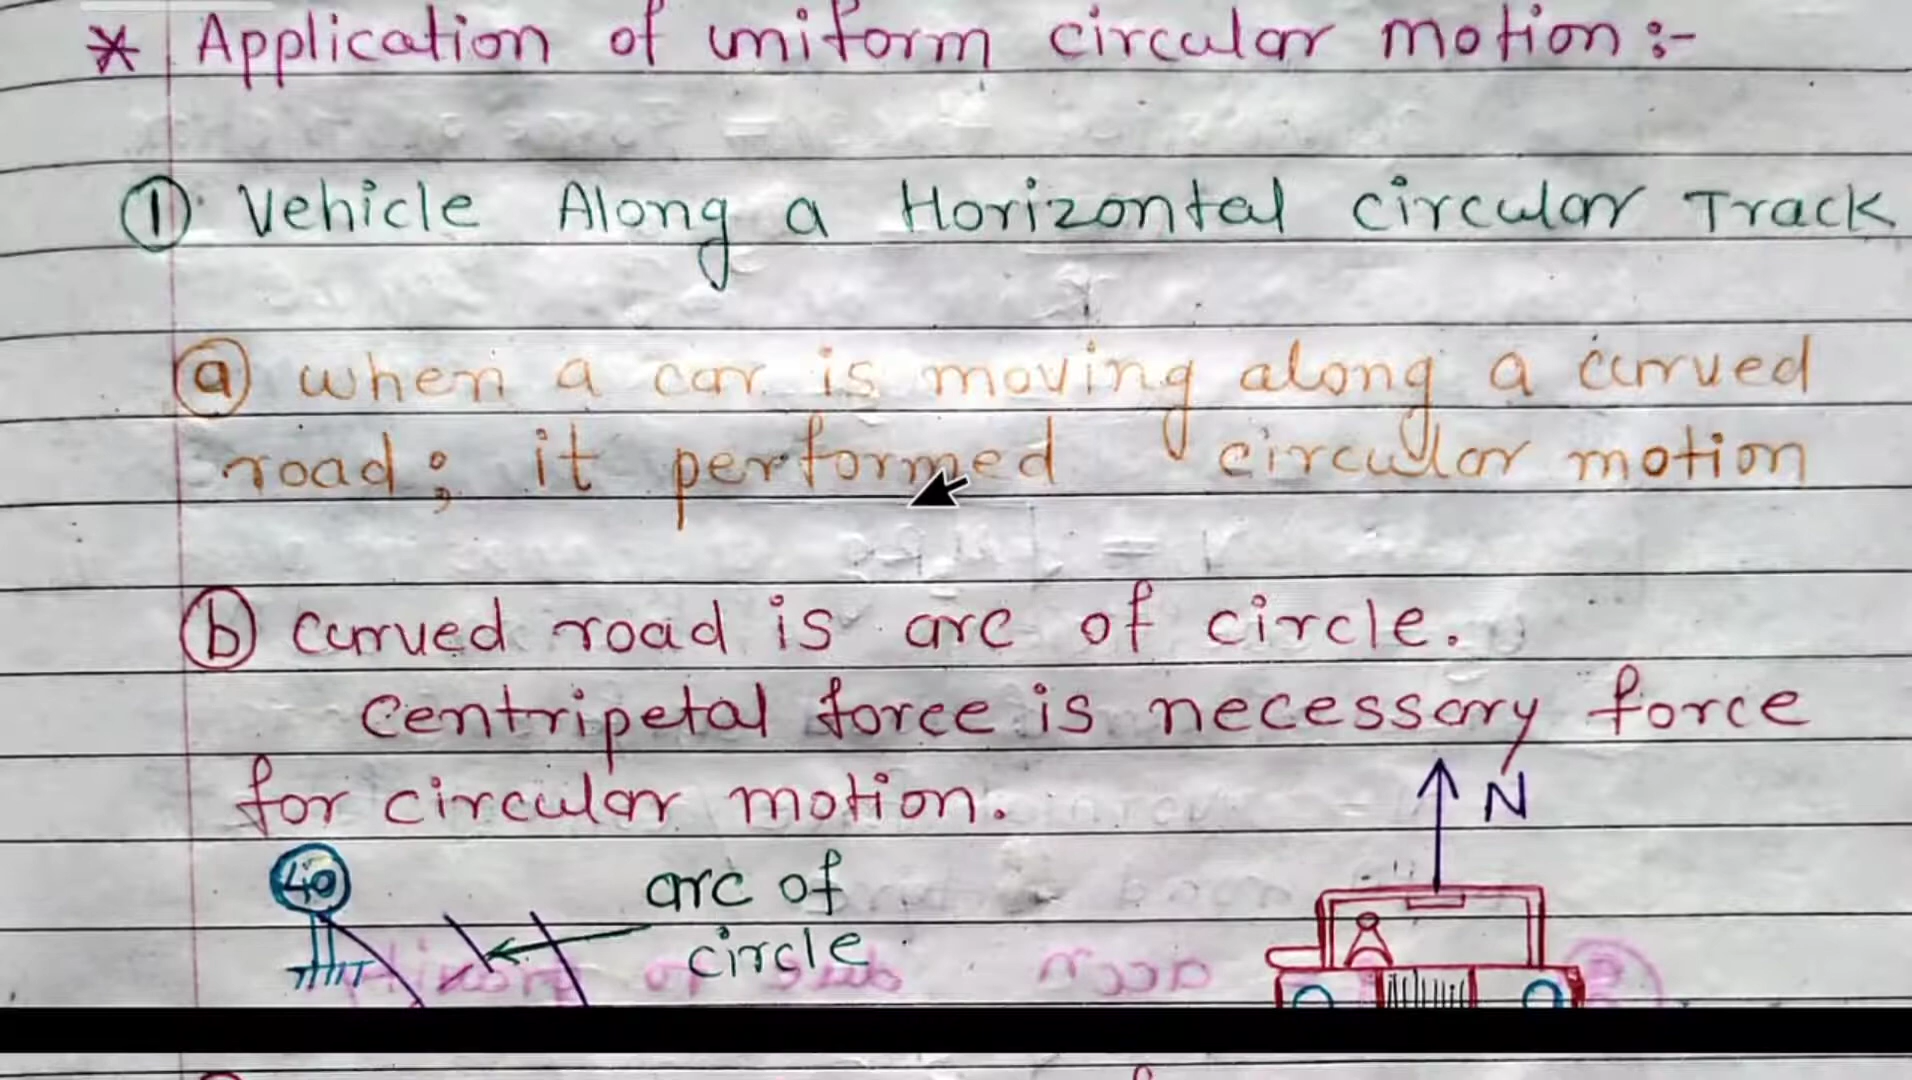 * Application of uniform circular motion :-
① Vehicle Along a Horizontal circular Track
ⓐ when a car is moving along a curved
road; it performed circular motion
ⓑ curved road is arc of circle.
Centripetal force is necessary force
for circular motion.
N
40
arc of
circle